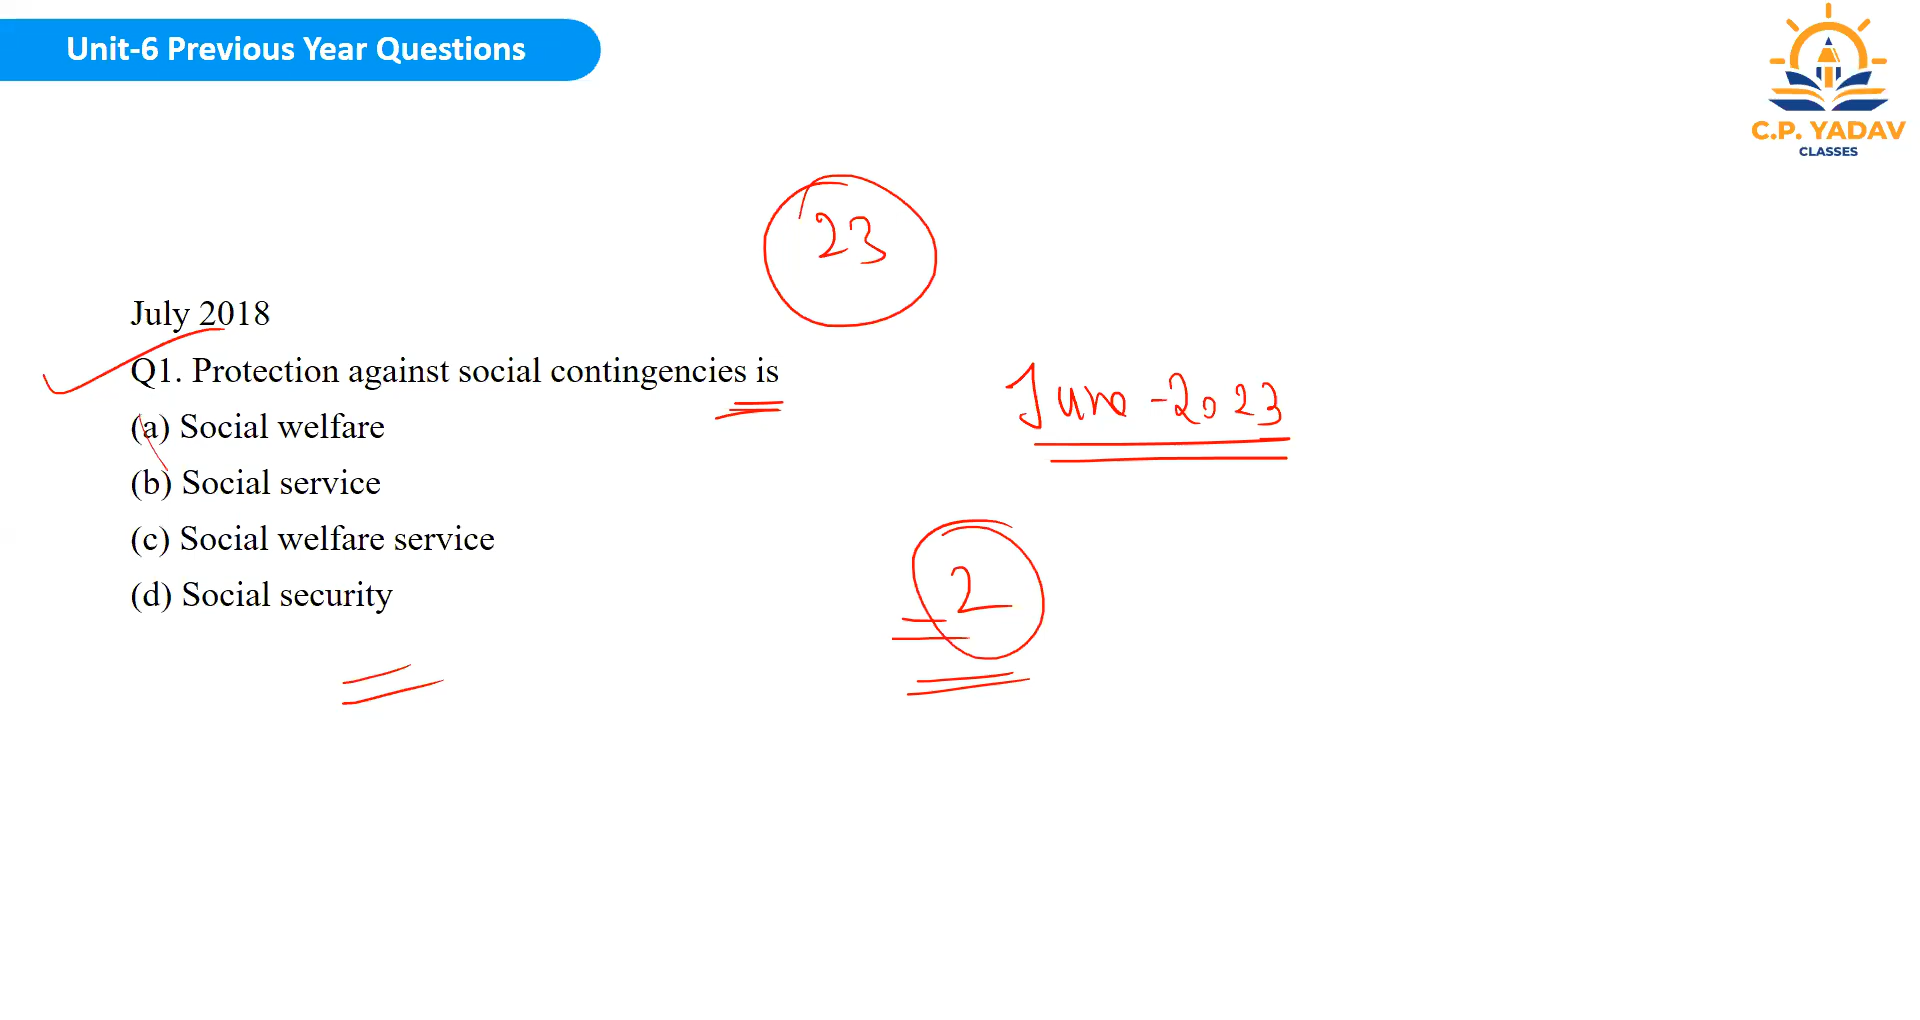 Unit-6 Previous Year Questions
C.P. YADAV
CLASSES
23
July 2018
Q1. Protection against social contingencies is
June-2023
(a) Social welfare
(b) Social service
(c) Social welfare service
(d) Social security
2